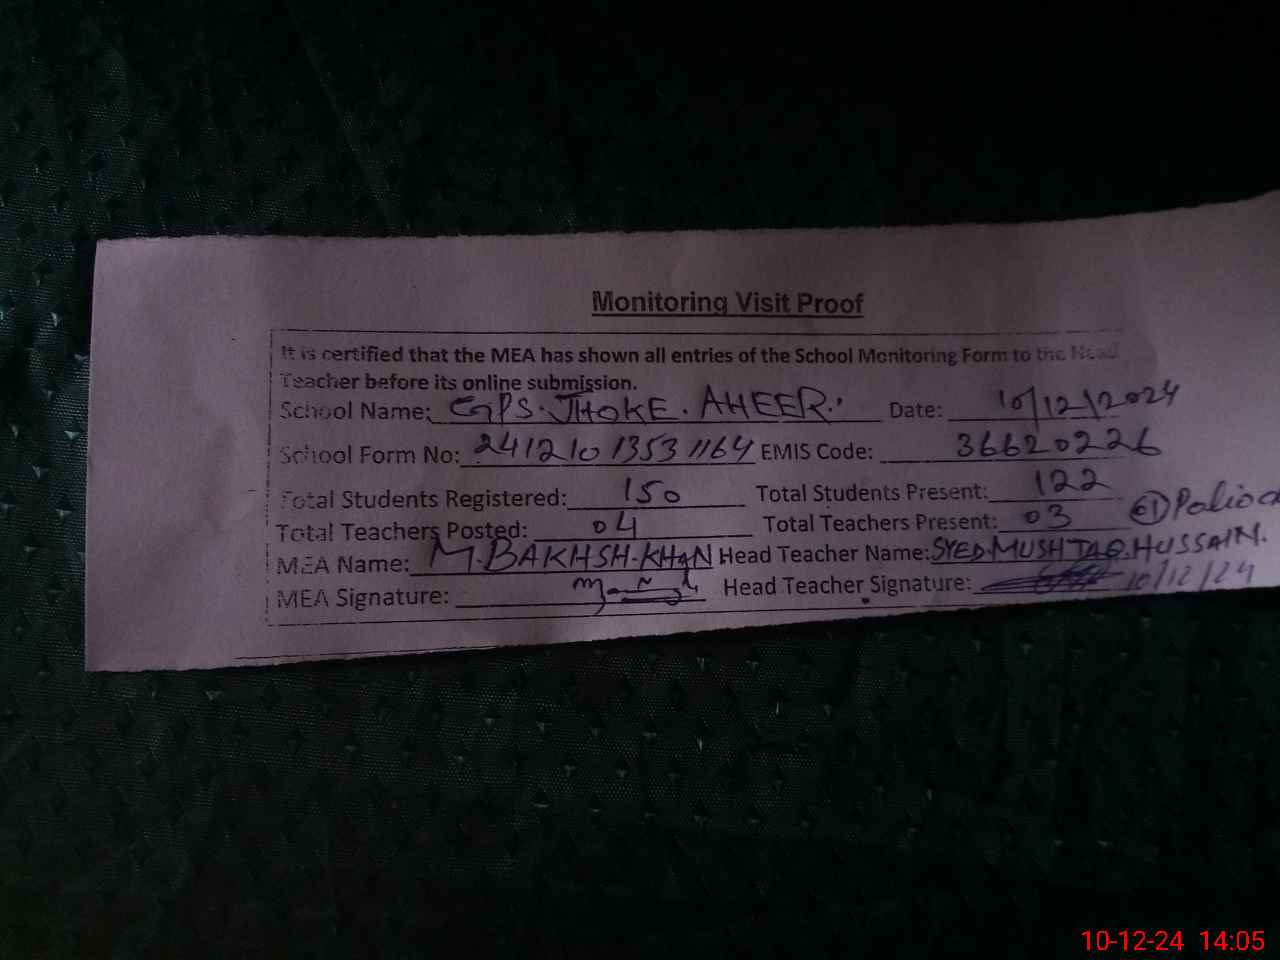 Monitoring Visit Proof
It is certified that the MEA has shown all entries of the School Monitoring Form to the Head
Teacher before its online submission.
School Name: GPS. JHOKE. AHEER. Date: 10/12/2024
School Form No: 241210 1353 1164 EMIS Code: 36620226
Total Students Registered: 150 Total Students Present: 122
Total Teachers Posted: 04 Total Teachers Present: 03 01 Polio
MEA Name: M. BAKHSH. KHAN Head Teacher Name: SYED. MUSHTAQ. HUSSAIN.
MEA Signature: Head Teacher Signature: 10/12/24
10-12-24 14:05